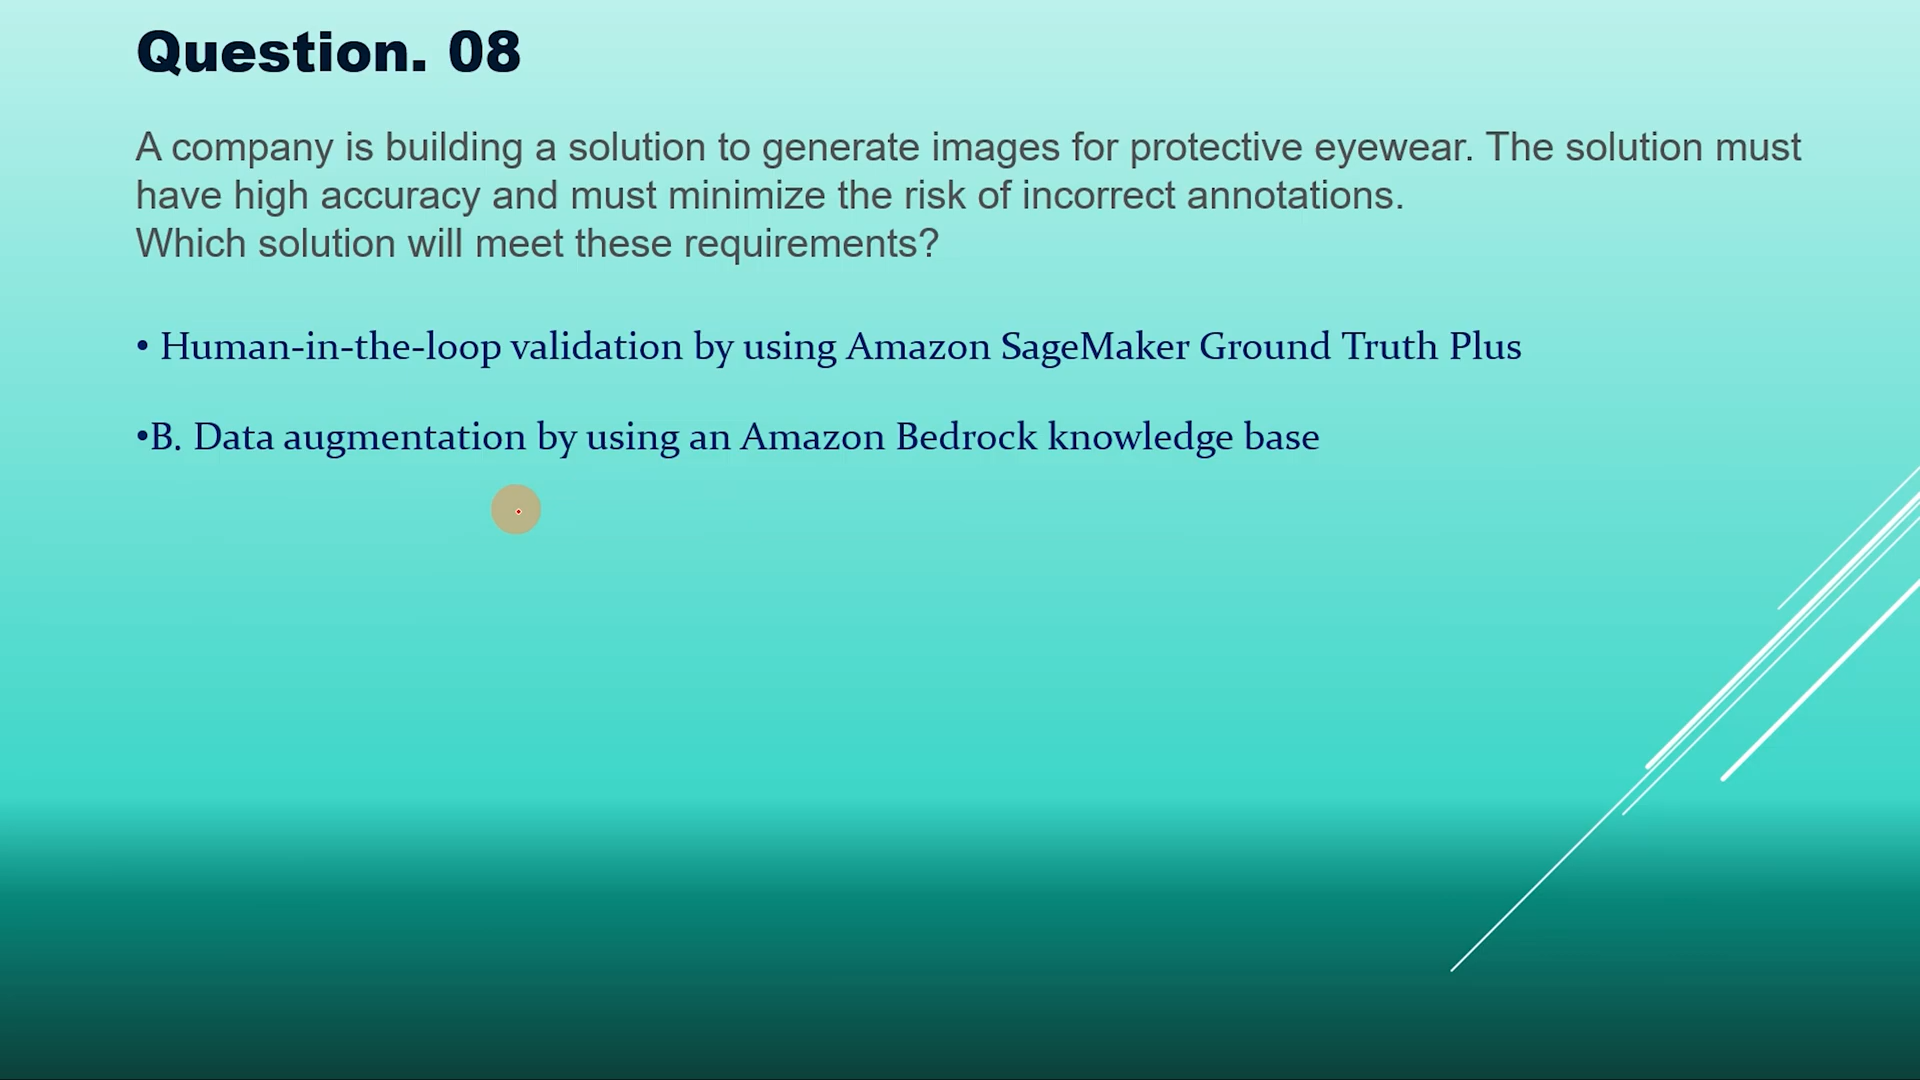 Question. 08
A company is building a solution to generate images for protective eyewear. The solution must
have high accuracy and must minimize the risk of incorrect annotations.
Which solution will meet these requirements?
• Human-in-the-loop validation by using Amazon SageMaker Ground Truth Plus
•B. Data augmentation by using an Amazon Bedrock knowledge base